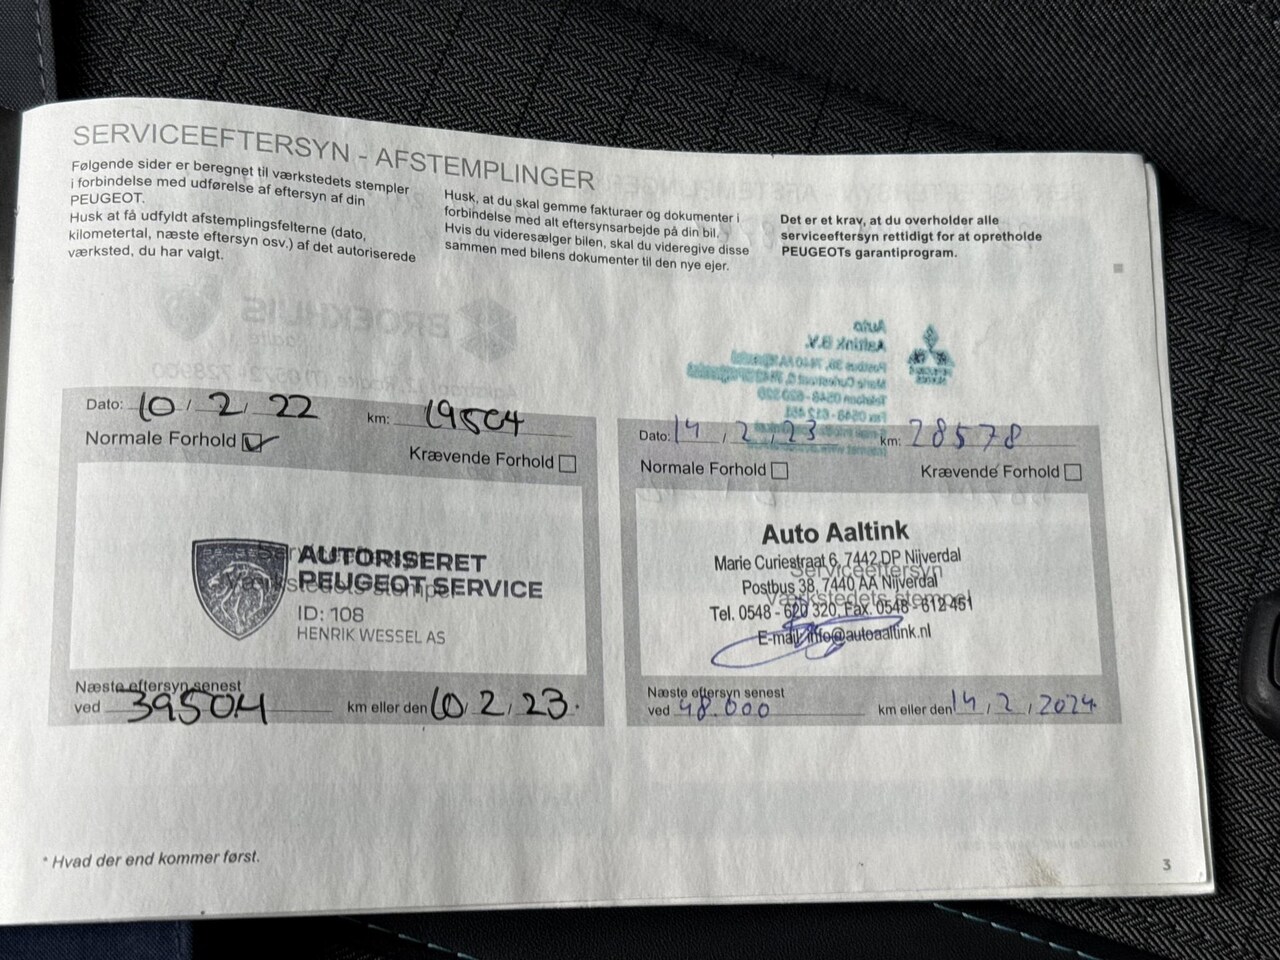 SERVICEEFTERSYN - AFSTEMPLINGER
Følgende sider er beregnet til værkstedets stempler
i forbindelse med udførelse af eftersyn af din
PEUGEOT.
Husk at få udfyldt afstemplingsfelterne (dato,
kilometertal, næste eftersyn osv.) af det autoriserede
værksted, du har valgt.
Husk, at du skal gemme fakturaer og dokumenter i
forbindelse med alt eftersynsarbejde på din bil.
Hvis du videresælger bilen, skal du videregive disse
sammen med bilens dokumenter til den nye ejer.
Det er et krav, at du overholder alle
serviceeftersyn rettidigt for at opretholde
PEUGEOTs garantiprogram.
Dato: 10 / 2 / 22 km: 19504
Normale Forhold
Krævende Forhold
AUTORISERET
PEUGEOT SERVICE
Værkstedets stempel
ID: 108
HENRIK WESSEL AS
Næste eftersyn senest
ved 39504 km eller den 10 / 2 / 23.
Dato: 14 / 2 / 23 km: 28578
Normale Forhold Krævende Forhold
Auto Aaltink
Marie Curiestraat 6, 7442 DP Nijverdal
Serviceeftersyn
Postbus 38, 7440 AA Nijverdal
Værkstedets stempel
Tel. 0548 - 620 320, Fax. 0548 - 612 451
E-mail: info@autoaaltink.nl
Næste eftersyn senest
ved 48.000 km eller den 14 / 2 / 2024
* Hvad der end kommer først.
3